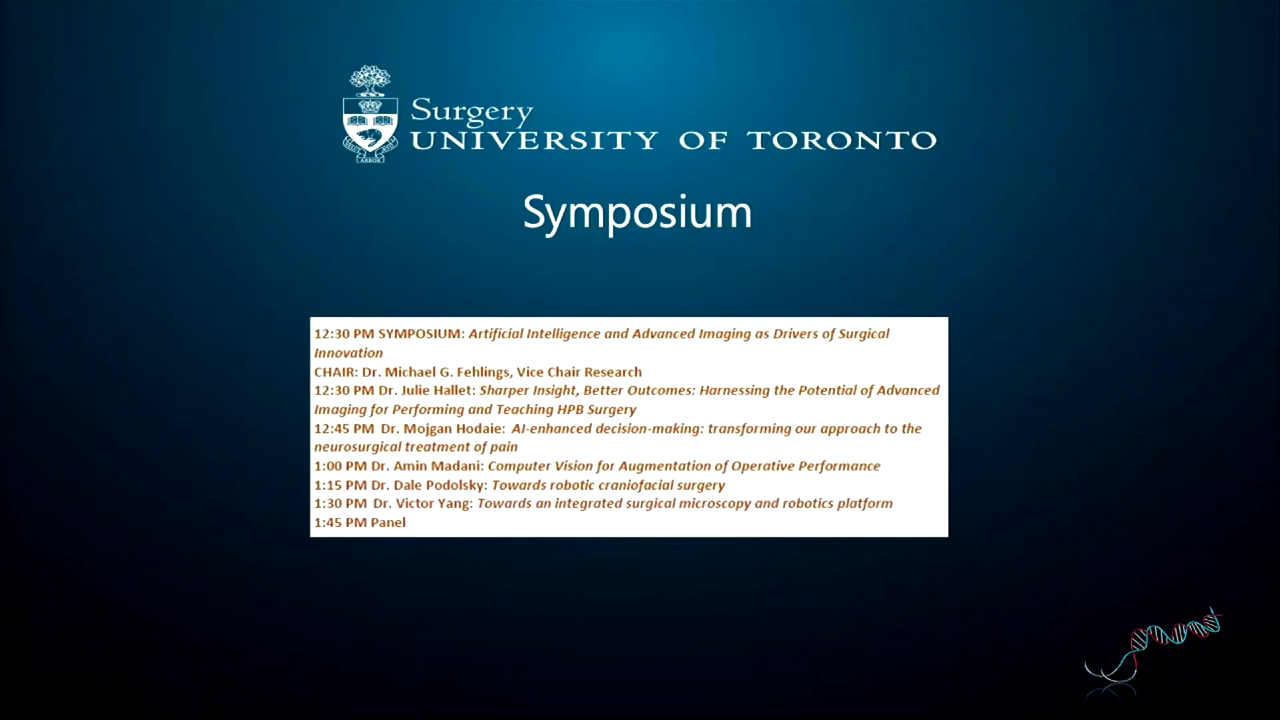 Surgery
UNIVERSITY OF TORONTO
ARBOR
Symposium
12:30 PM SYMPOSIUM: Artificial Intelligence and Advanced Imaging as Drivers of Surgical
Innovation
CHAIR: Dr. Michael G. Fehlings, Vice Chair Research
12:30 PM Dr. Julie Hallet: Sharper Insight, Better Outcomes: Harnessing the Potential of Advanced
Imaging for Performing and Teaching HPB Surgery
12:45 PM Dr. Mojgan Hodaie: AI-enhanced decision-making: transforming our approach to the
neurosurgical treatment of pain
1:00 PM Dr. Amin Madani: Computer Vision for Augmentation of Operative Performance
1:15 PM Dr. Dale Podolsky: Towards robotic craniofacial surgery
1:30 PM Dr. Victor Yang: Towards an integrated surgical microscopy and robotics platform
1:45 PM Panel